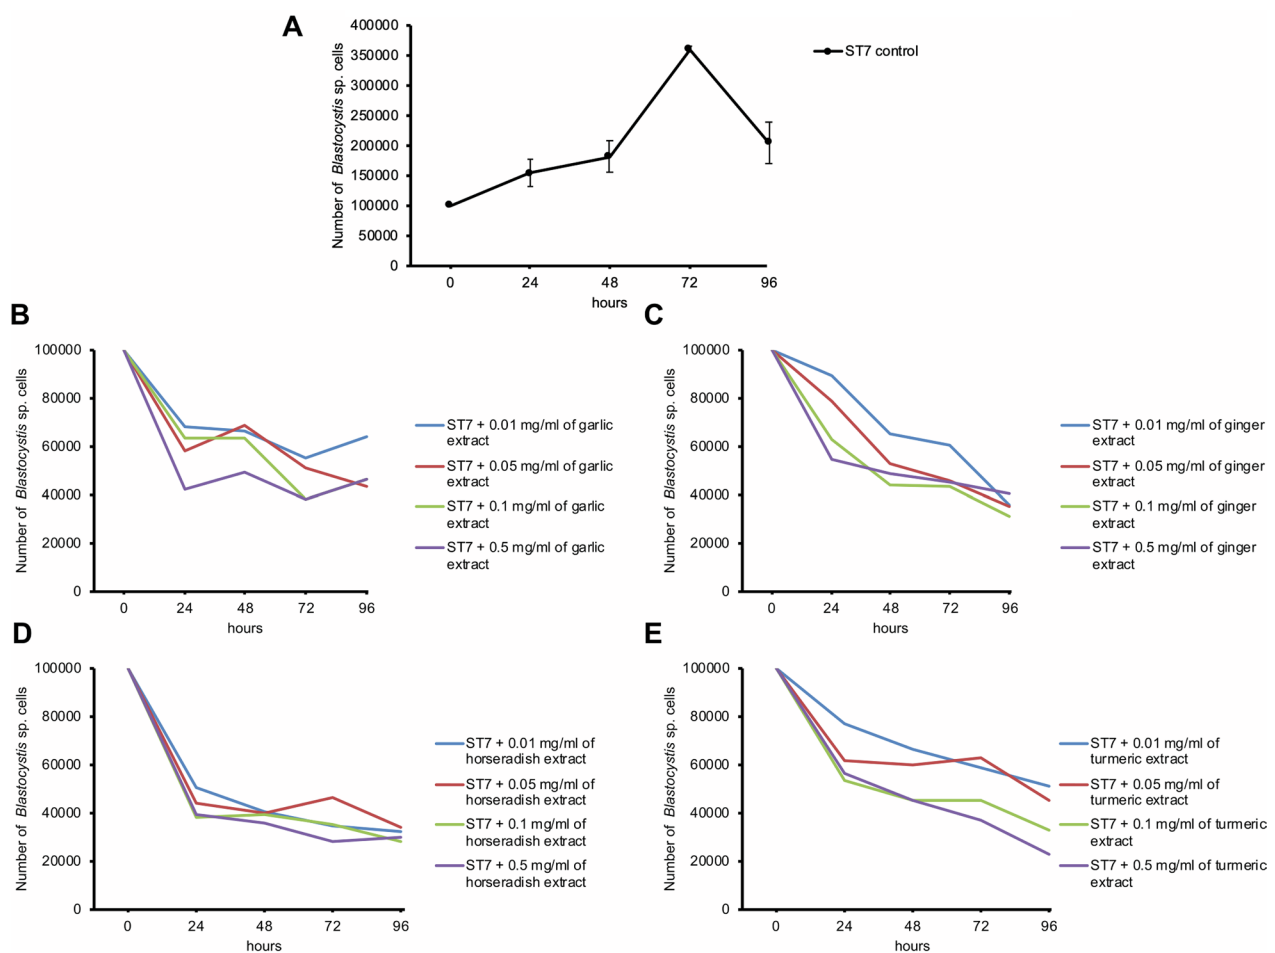 A
400000
350000
300000
250000
200000
150000
100000
50000
0
Number of Blastocystis sp. cells
0 24 48 72 96
hours
ST7 control
B
100000
80000
60000
40000
20000
0
Number of Blastocystis sp. cells
0 24 48 72 96
hours
ST7 + 0.01 mg/ml of garlic
extract
ST7 + 0.05 mg/ml of garlic
extract
ST7 + 0.1 mg/ml of garlic
extract
ST7 + 0.5 mg/ml of garlic
extract
C
100000
80000
60000
40000
20000
0
Number of Blastocystis sp. cells
0 24 48 72 96
hours
ST7 + 0.01 mg/ml of ginger
extract
ST7 + 0.05 mg/ml of ginger
extract
ST7 + 0.1 mg/ml of ginger
extract
ST7 + 0.5 mg/ml of ginger
extract
D
100000
80000
60000
40000
20000
0
Number of Blastocystis sp. cells
0 24 48 72 96
hours
ST7 + 0.01 mg/ml of
horseradish extract
ST7 + 0.05 mg/ml of
horseradish extract
ST7 + 0.1 mg/ml of
horseradish extract
ST7 + 0.5 mg/ml of
horseradish extract
E
100000
80000
60000
40000
20000
0
Number of Blastocystis sp. cells
0 24 48 72 96
hours
ST7 + 0.01 mg/ml of
turmeric extract
ST7 + 0.05 mg/ml of
turmeric extract
ST7 + 0.1 mg/ml of turmeric
extract
ST7 + 0.5 mg/ml of turmeric
extract